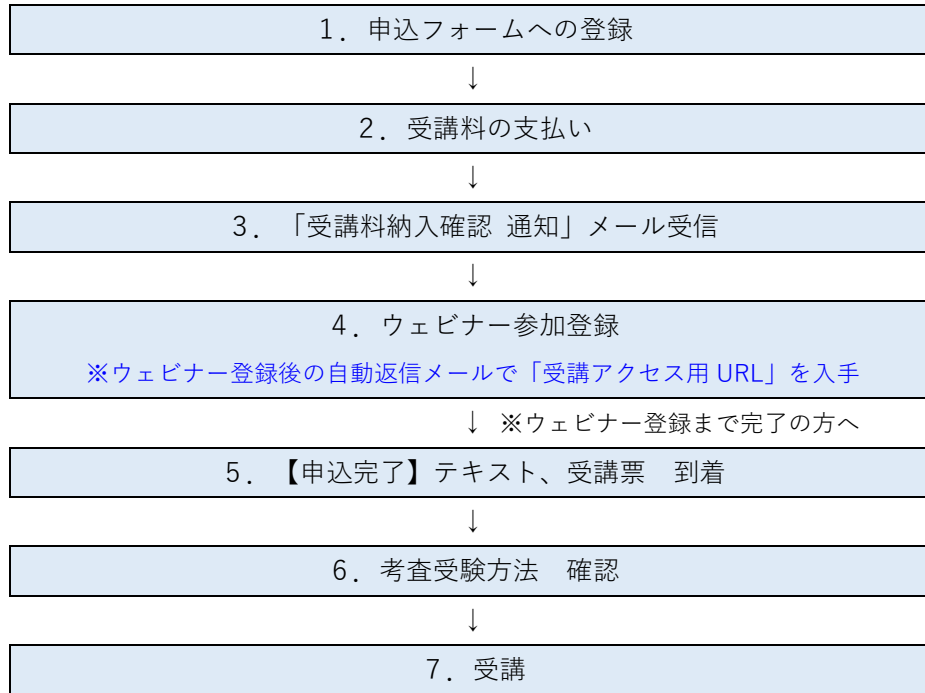 1．申込フォームへの登録
↓
2．受講料の支払い
↓
3．「受講料納入確認 通知」メール受信
↓
4．ウェビナー参加登録
※ウェビナー登録後の自動返信メールで「受講アクセス用 URL」を入手
↓ ※ウェビナー登録まで完了の方へ
5．【申込完了】テキスト、受講票　到着
↓
6．考査受験方法　確認
↓
7．受講